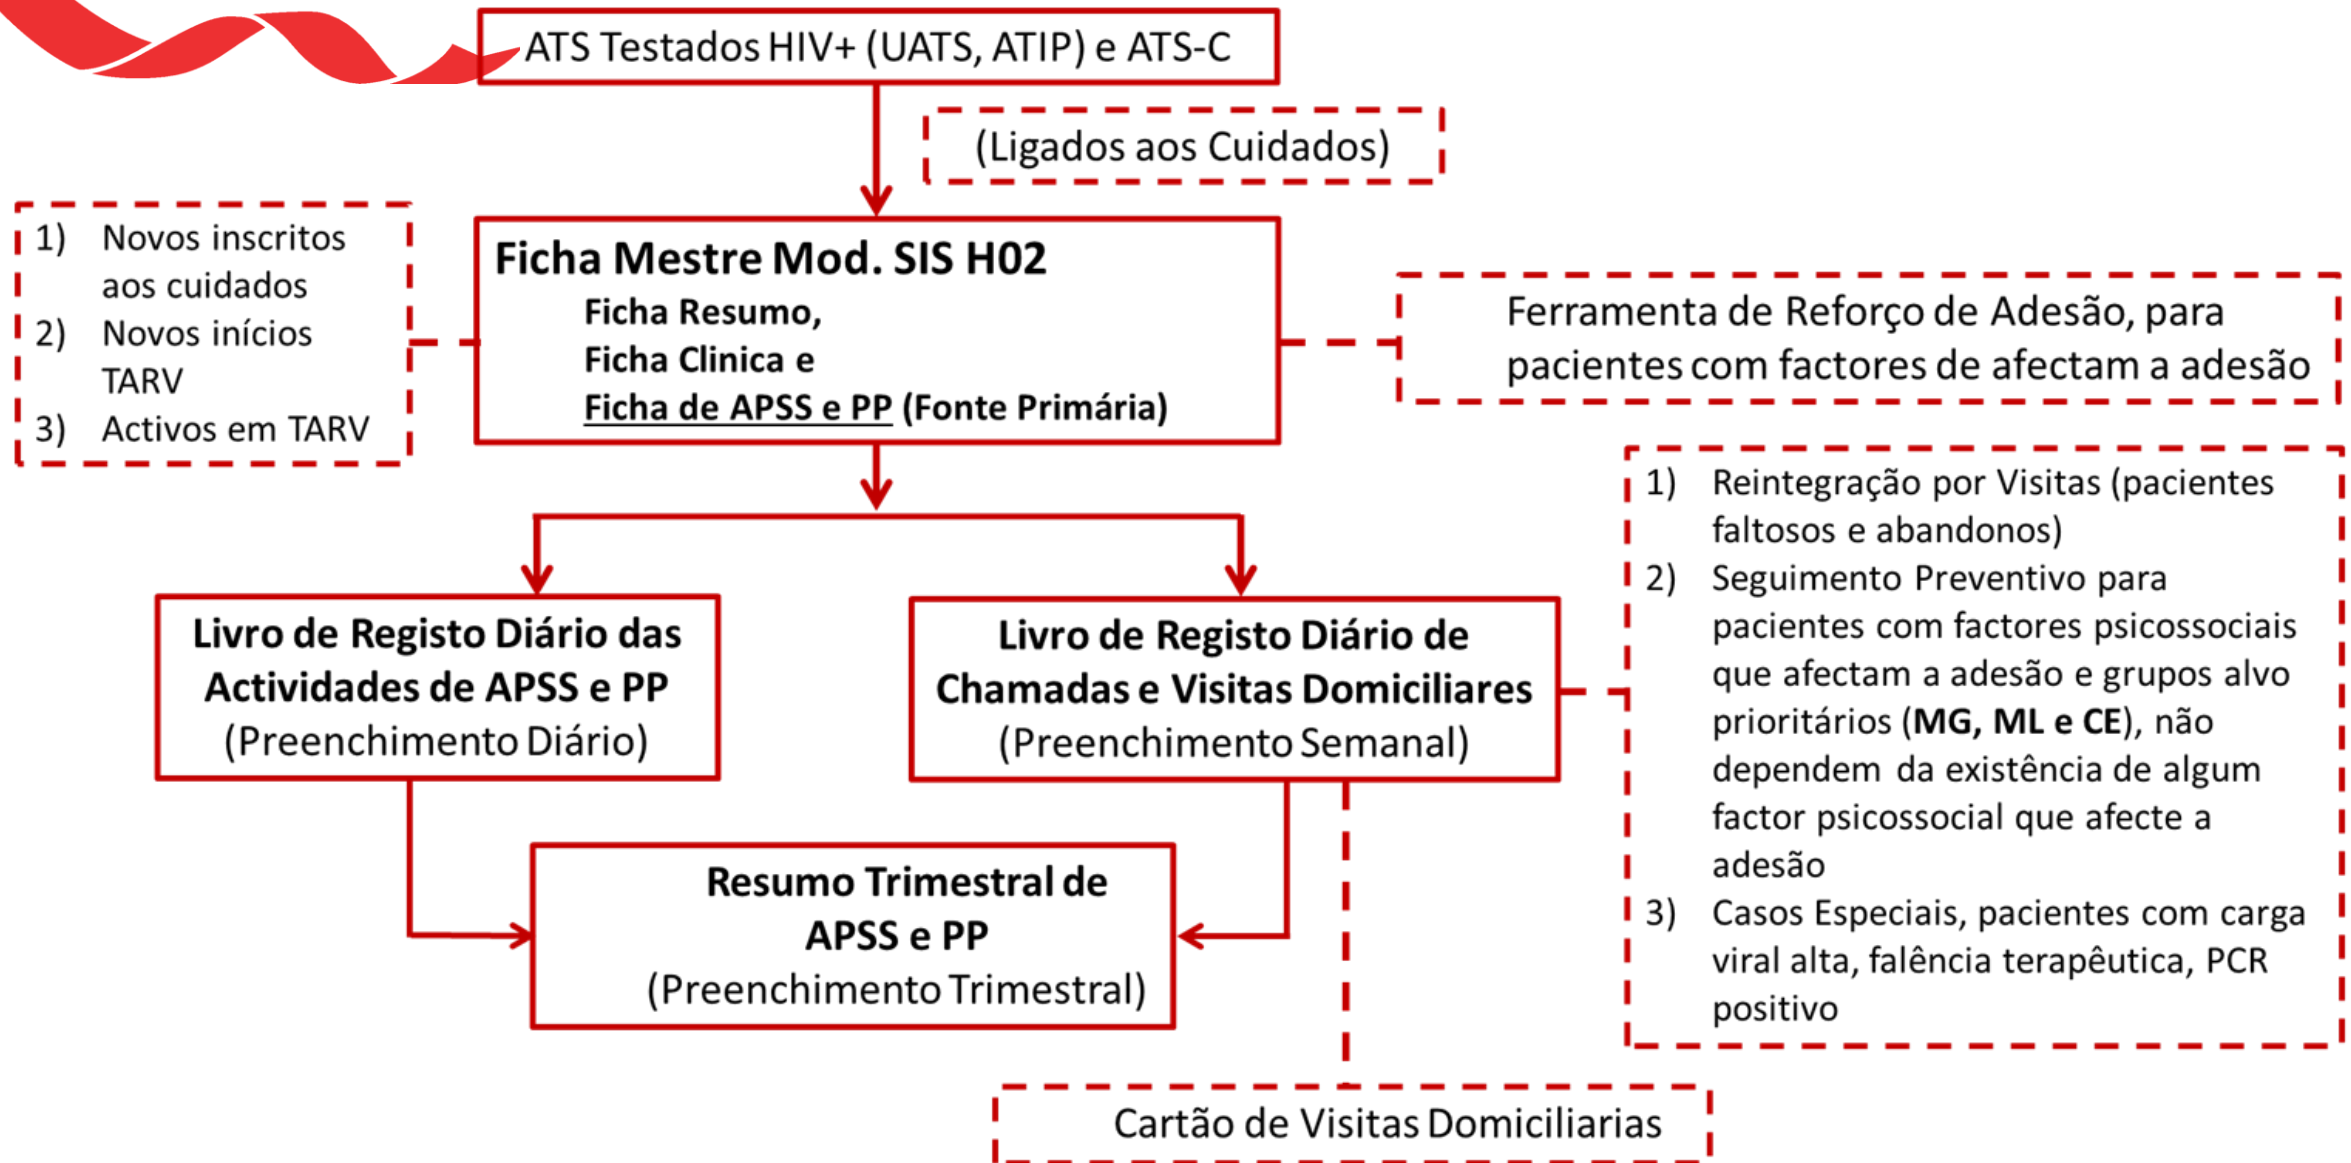 ATS Testados HIV+ (UATS, ATIP) e ATS-C
(Ligados aos Cuidados)
1) Novos inscritos
aos cuidados
2) Novos inícios
TARV
3) Activos em TARV
Ficha Mestre Mod. SIS H02
Ficha Resumo,
Ficha Clinica e
Ficha de APSS e PP (Fonte Primária)
Ferramenta de Reforço de Adesão, para
pacientes com factores de afectam a adesão
Livro de Registo Diário das
Actividades de APSS e PP
(Preenchimento Diário)
Livro de Registo Diário de
Chamadas e Visitas Domiciliares
(Preenchimento Semanal)
1) Reintegração por Visitas (pacientes
faltosos e abandonos)
2) Seguimento Preventivo para
pacientes com factores psicossociais
que afectam a adesão e grupos alvo
prioritários (MG, ML e CE), não
dependem da existência de algum
factor psicossocial que afecte a
adesão
3) Casos Especiais, pacientes com carga
viral alta, falência terapêutica, PCR
positivo
Resumo Trimestral de
APSS e PP
(Preenchimento Trimestral)
Cartão de Visitas Domiciliarias